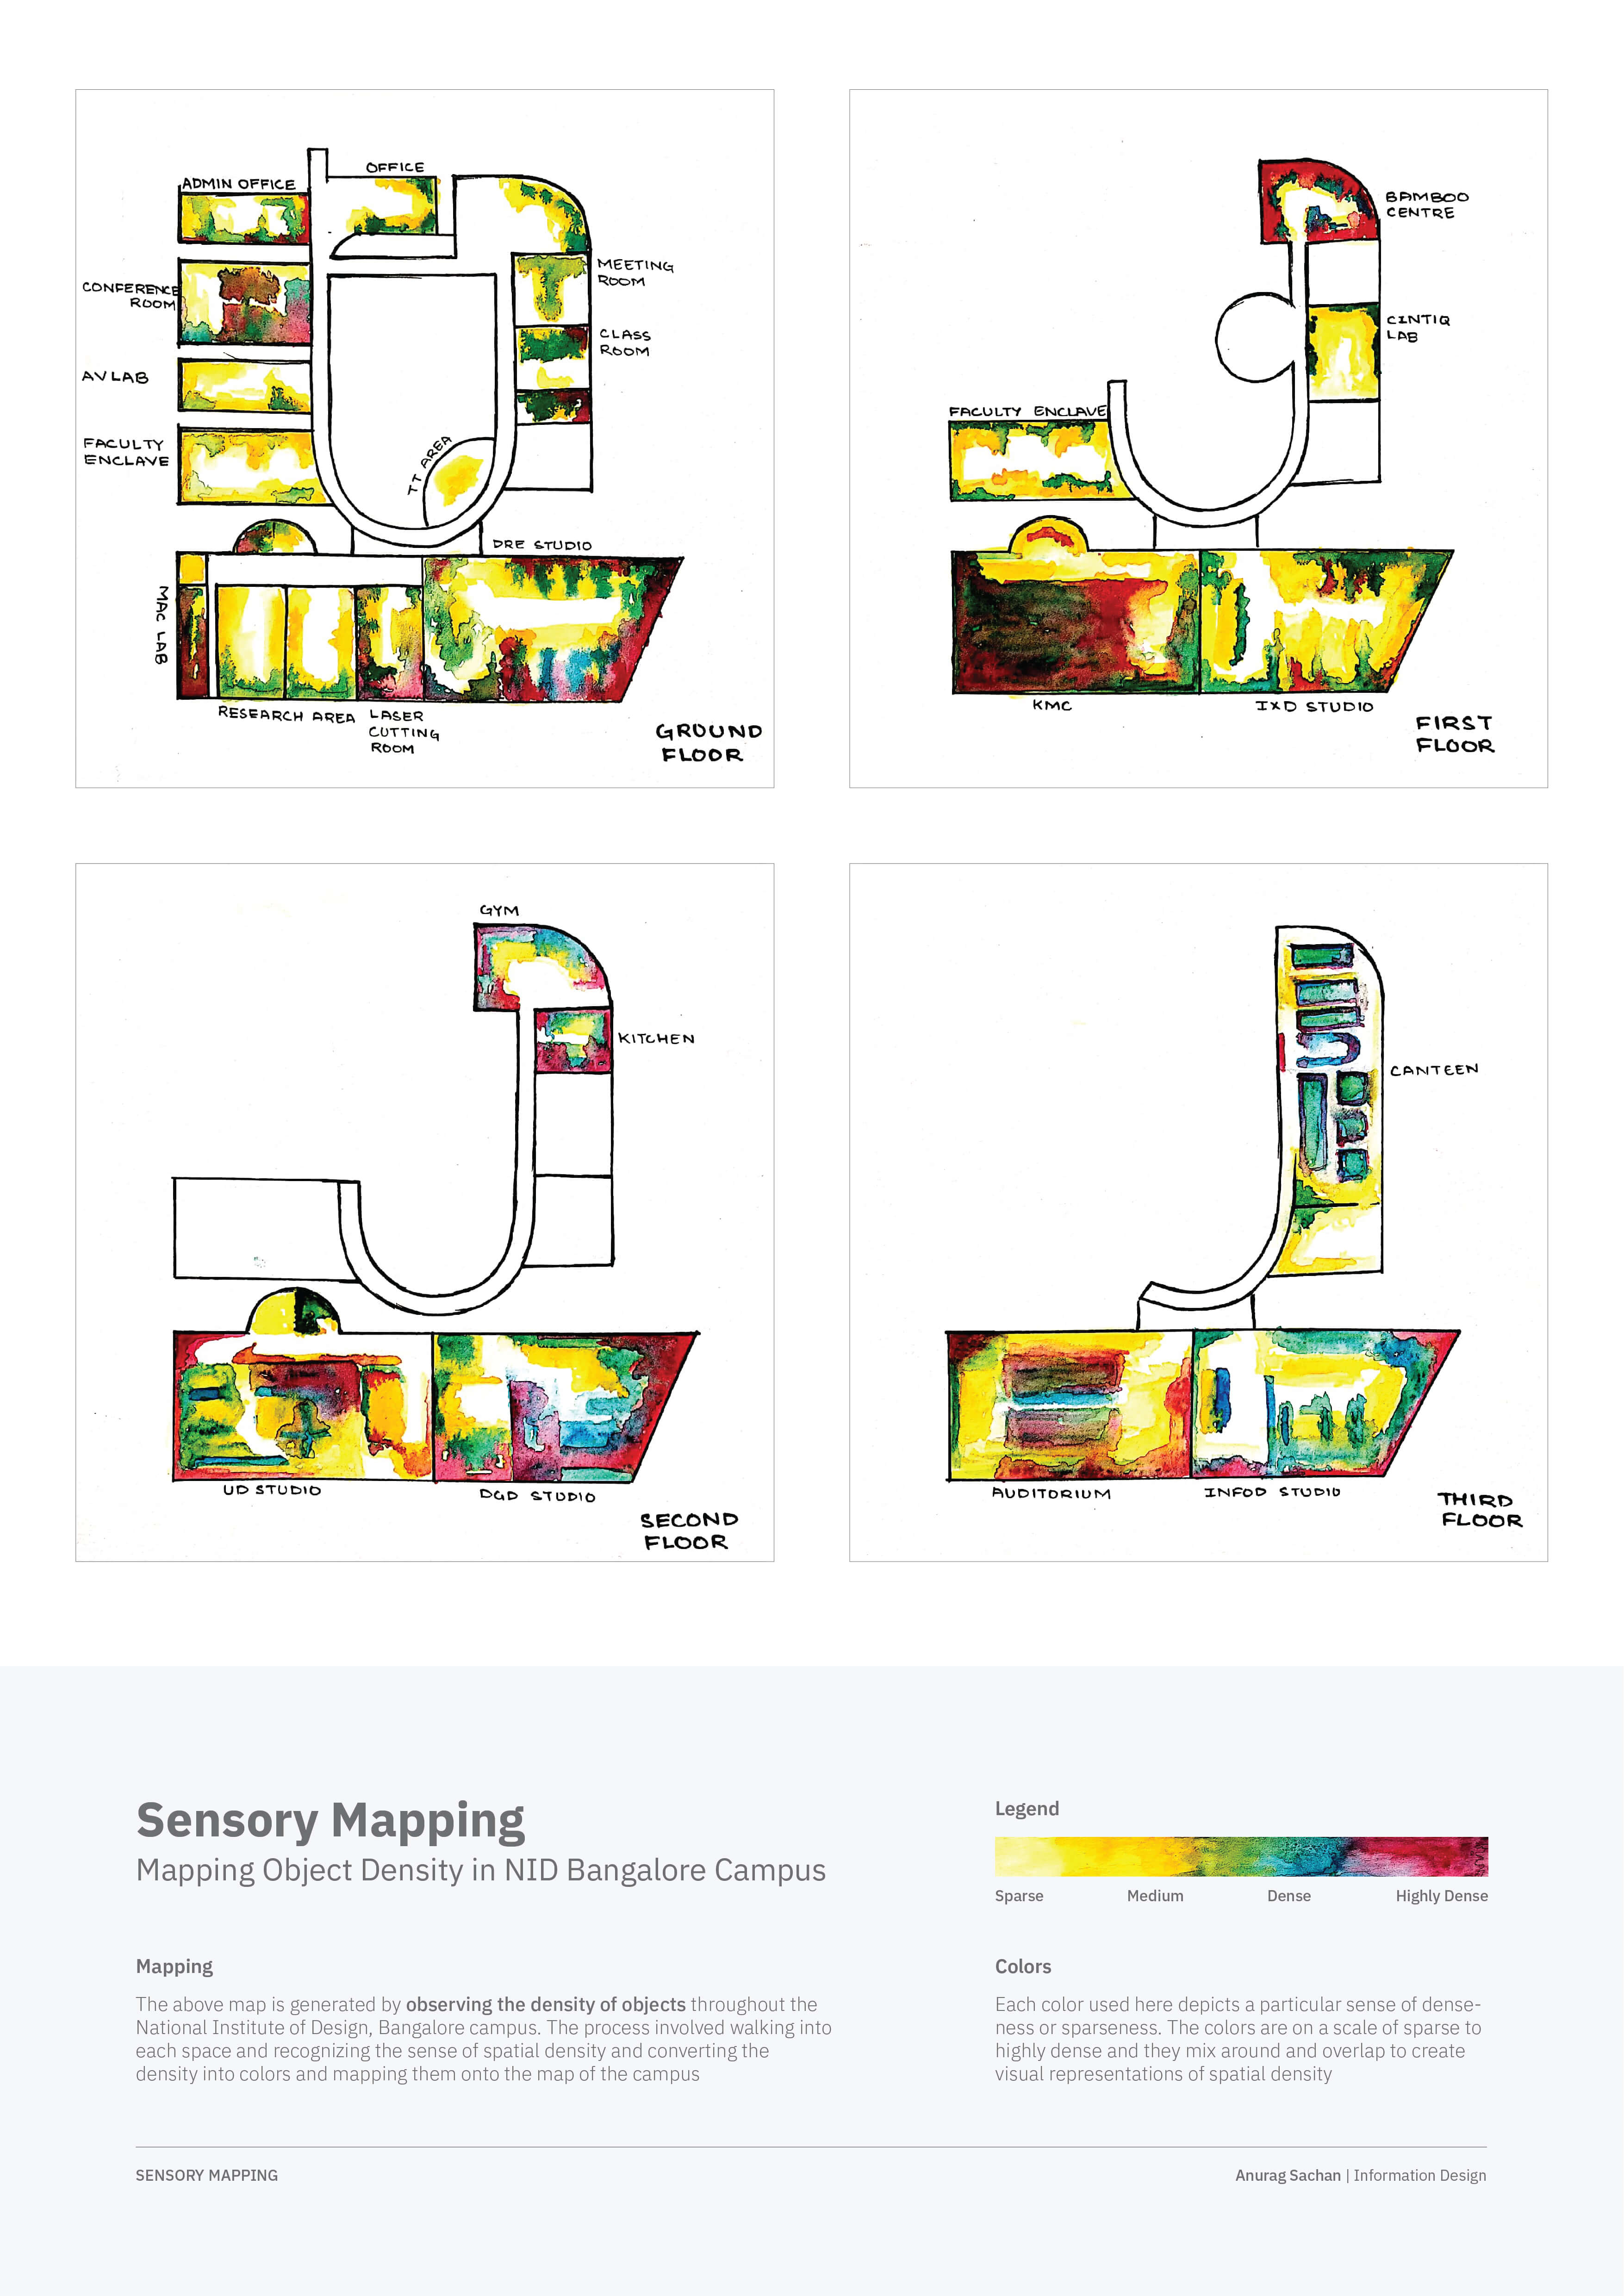 ADMIN OFFICE
OFFICE
CONFERENCE
ROOM
MEETING
ROOM
CLASS
ROOM
AV LAB
FACULTY
ENCLAVE
TT AREA
DRE STUDIO
MAC LAB
RESEARCH AREA
LASER
CUTTING
ROOM
GROUND
FLOOR
BAMBOO
CENTRE
CINTIQ
LAB
FACULTY ENCLAVE
KMC
IXD STUDIO
FIRST
FLOOR
GYM
KITCHEN
UD STUDIO
DGD STUDIO
SECOND
FLOOR
CANTEEN
AUDITORIUM
INFOD STUDIO
THIRD
FLOOR
Sensory Mapping
Mapping Object Density in NID Bangalore Campus
Legend
Sparse Medium Dense Highly Dense
Mapping
The above map is generated by observing the density of objects throughout the
National Institute of Design, Bangalore campus. The process involved walking into
each space and recognizing the sense of spatial density and converting the
density into colors and mapping them onto the map of the campus
Colors
Each color used here depicts a particular sense of dense-
ness or sparseness. The colors are on a scale of sparse to
highly dense and they mix around and overlap to create
visual representations of spatial density
SENSORY MAPPING
Anurag Sachan | Information Design